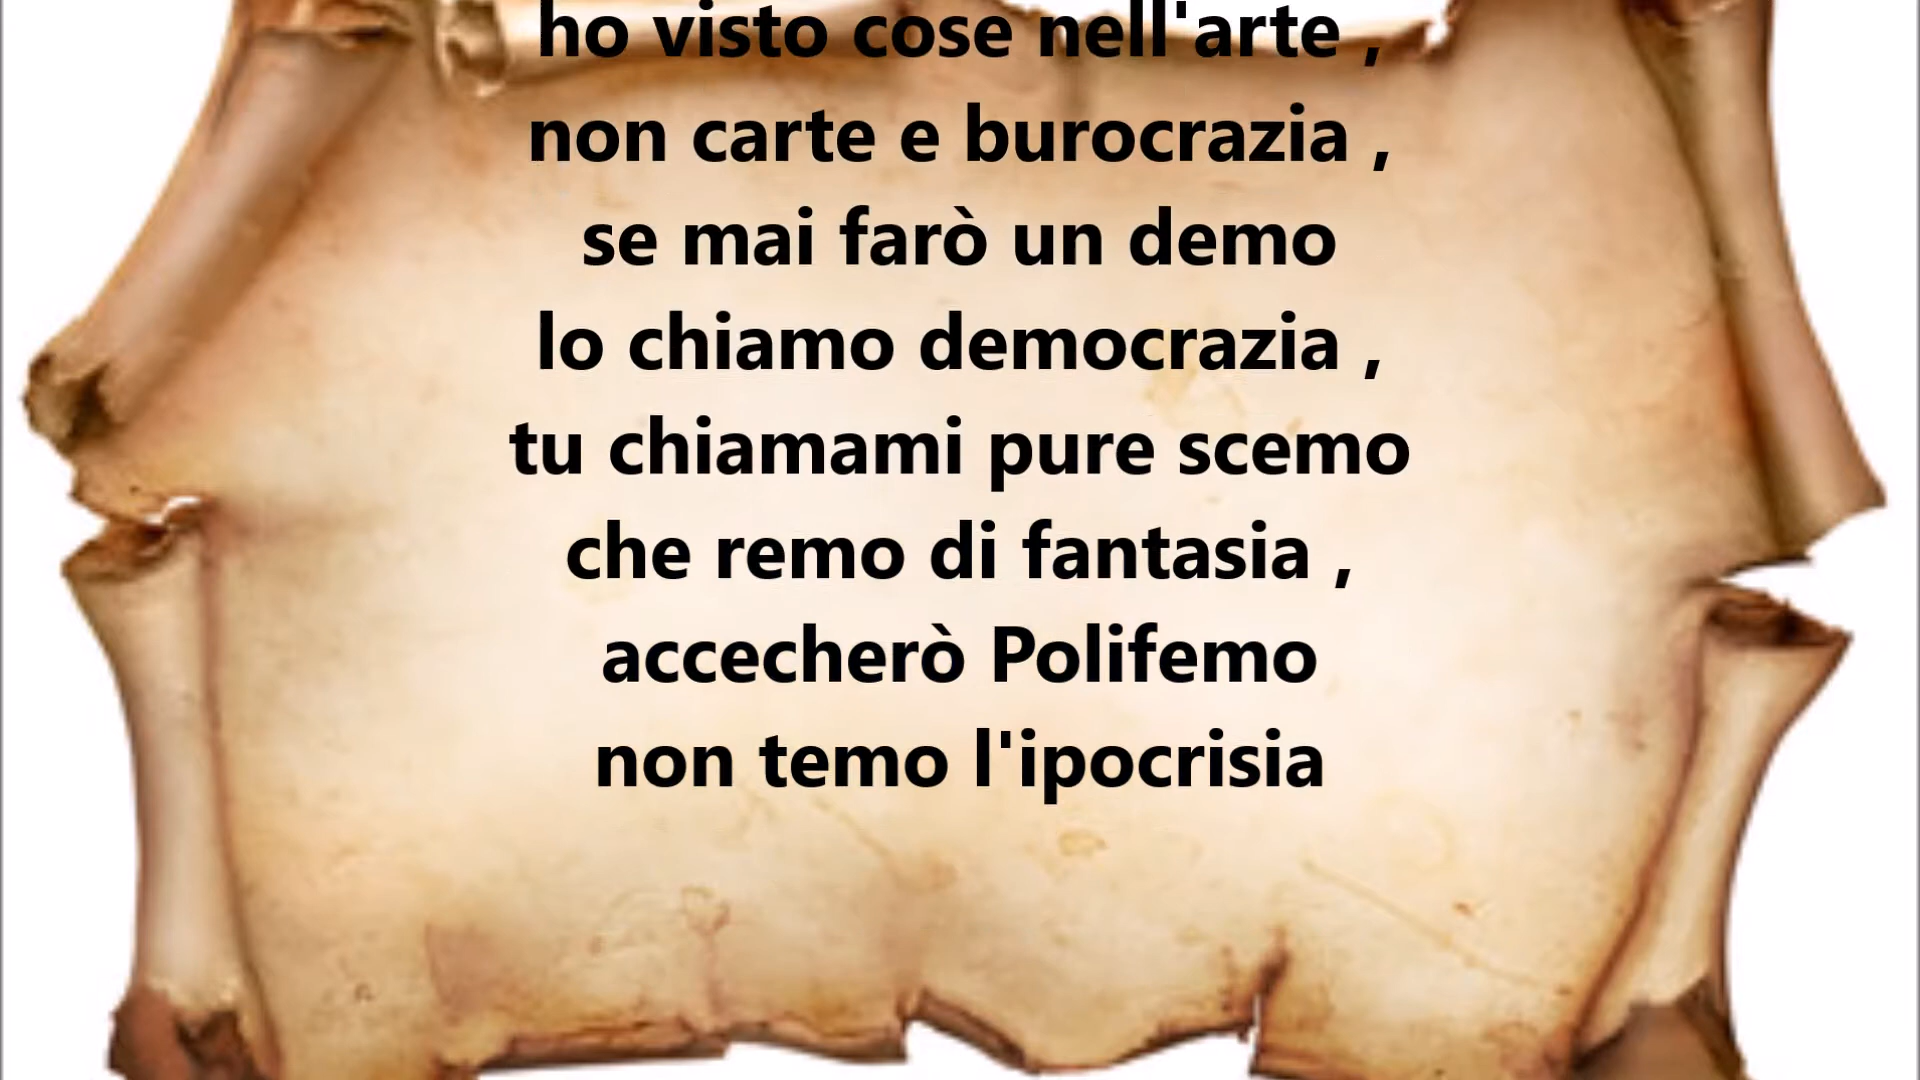 ho visto cose nell'arte ,
non carte e burocrazia ,
se mai farò un demo
lo chiamo democrazia ,
tu chiamami pure scemo
che remo di fantasia ,
accecherò Polifemo
non temo l'ipocrisia